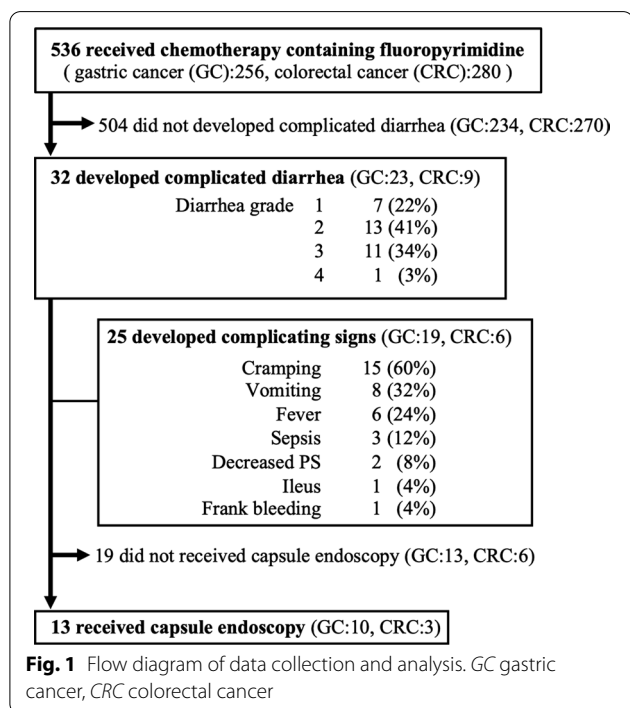 536 received chemotherapy containing fluoropyrimidine
( gastric cancer (GC):256, colorectal cancer (CRC):280 )
504 did not developed complicated diarrhea (GC:234, CRC:270)
32 developed complicated diarrhea (GC:23, CRC:9)
Diarrhea grade 1 7 (22%)
2 13 (41%)
3 11 (34%)
4 1 (3%)
25 developed complicating signs (GC:19, CRC:6)
Cramping 15 (60%)
Vomiting 8 (32%)
Fever 6 (24%)
Sepsis 3 (12%)
Decreased PS 2 (8%)
Ileus 1 (4%)
Frank bleeding 1 (4%)
19 did not received capsule endoscopy (GC:13, CRC:6)
13 received capsule endoscopy (GC:10, CRC:3)
Fig. 1 Flow diagram of data collection and analysis. GC gastric
cancer, CRC colorectal cancer